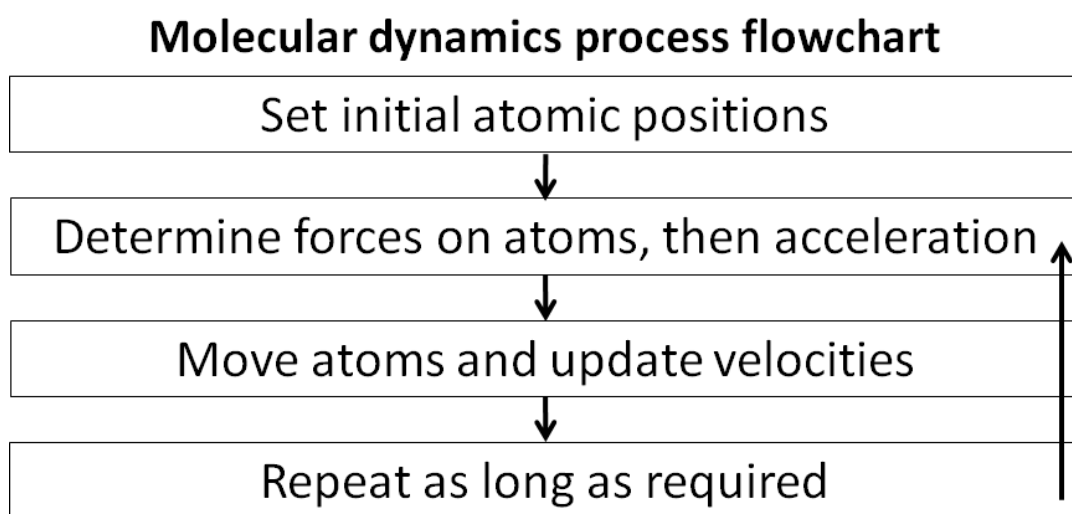 Molecular dynamics process flowchart
Set initial atomic positions
Determine forces on atoms, then acceleration
Move atoms and update velocities
Repeat as long as required